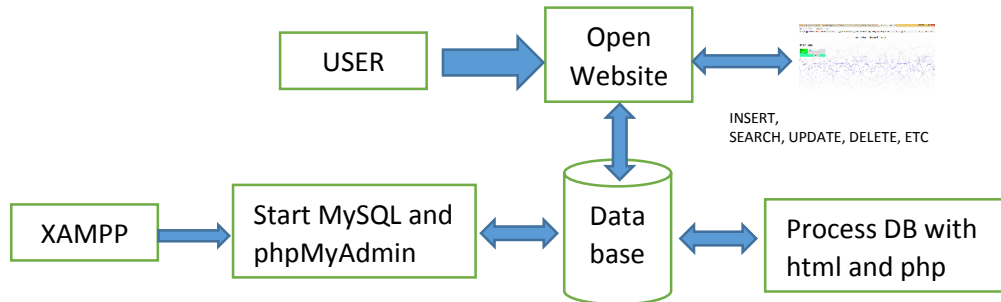 USER
Open
Website
INSERT,
SEARCH, UPDATE, DELETE, ETC
XAMPP
Start MySQL and
phpMyAdmin
Data
base
Process DB with
html and php